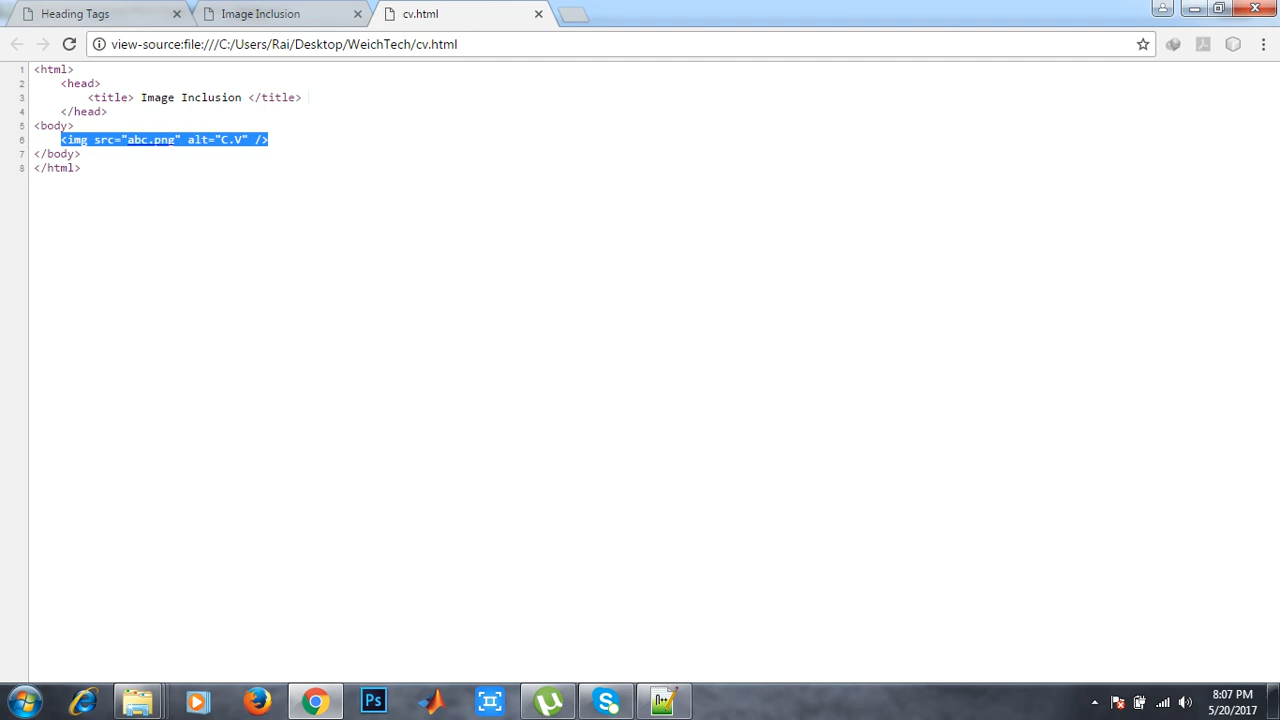 Heading Tags
Image Inclusion
cv.html
view-source:file:///C:/Users/Rai/Desktop/WeichTech/cv.html
1 <html>
2 <head>
3 <title> Image Inclusion </title>
4 </head>
5 <body>
6 <img src="abc.png" alt="C.V" />
7 </body>
8 </html>
Ps
8:07 PM
5/20/2017